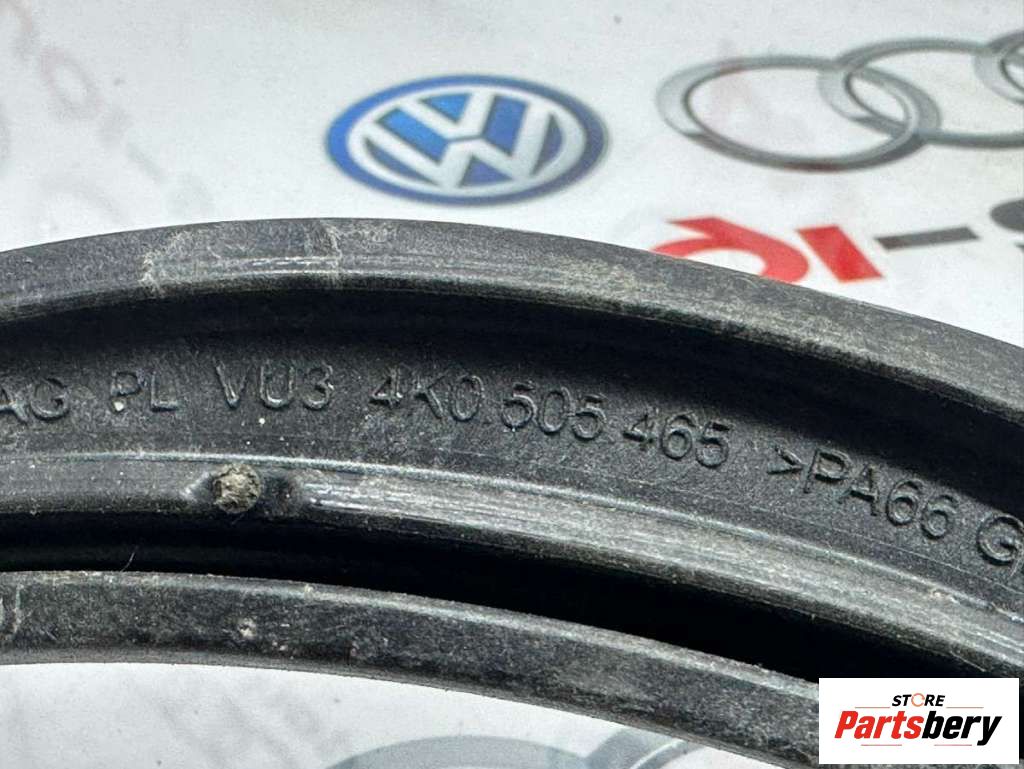 AG PL VU3 4K0.505.465 >PA66 G
STORE
Partsbery